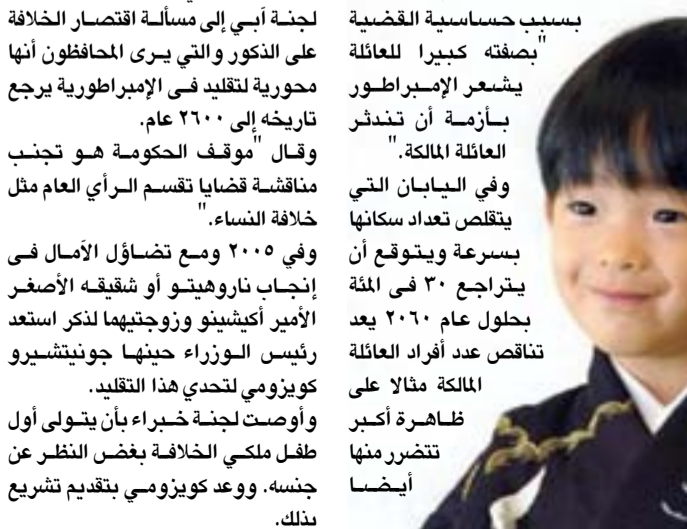 بسبب حساسية القضية
"بصفته كبيرا للعائلة
يشعر الإمبراطور
بأزمة أن تندثر
العائلة المالكة."
وفي اليابان التي
يتقلص تعداد سكانها
بسرعة ويتوقع أن
يتراجع ٣٠ فى المئة
بحلول عام ٢٠٦٠ يعد
تناقص عدد أفراد العائلة
المالكة مثالا على
ظاهرة أكبر
تتضرر منها
أيضا
لجنة آبي إلى مسألة اقتصار الخلافة
على الذكور والتي يرى المحافظون أنها
محورية لتقليد فى الإمبراطورية يرجع
تاريخه إلى ٢٦٠٠ عام.
وقال "موقف الحكومة هو تجنب
مناقشة قضايا تقسم الرأي العام مثل
خلافة النساء."
وفي ٢٠٠٥ ومع تضاؤل الآمال فى
إنجاب ناروهيتو أو شقيقه الأصغر
الأمير أكيشينو وزوجتيهما لذكر استعد
رئيس الوزراء حينها جونيتشيرو
كويزومي لتحدي هذا التقليد.
وأوصت لجنة خبراء بأن يتولى أول
طفل ملكي الخلافة بغض النظر عن
جنسه. ووعد كويزومي بتقديم تشريع
بذلك.